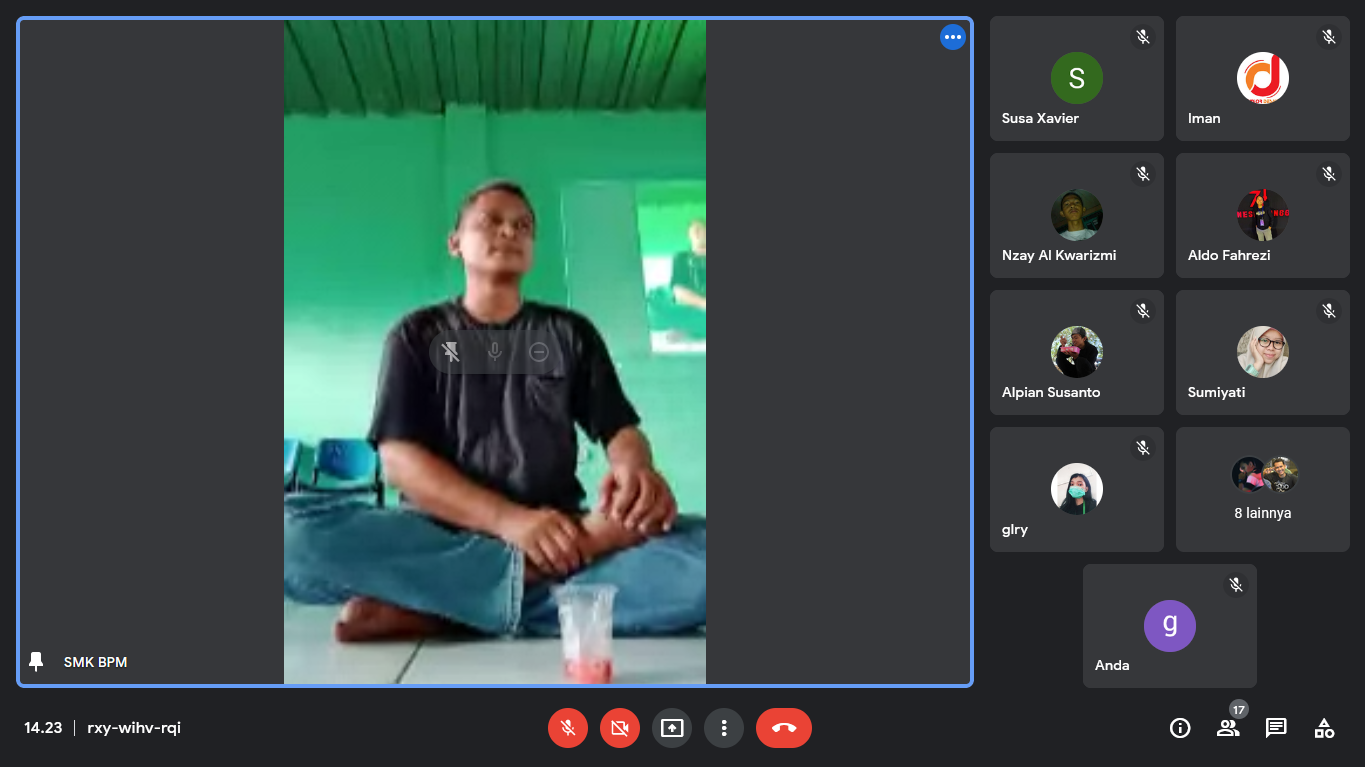 S
Susa Xavier
Iman
Nzay Al Kwarizmi
Aldo Fahrezi
Alpian Susanto
Sumiyati
glry
8 lainnya
g
Anda
SMK BPM
14.23 | rxy-wihv-rqi
17